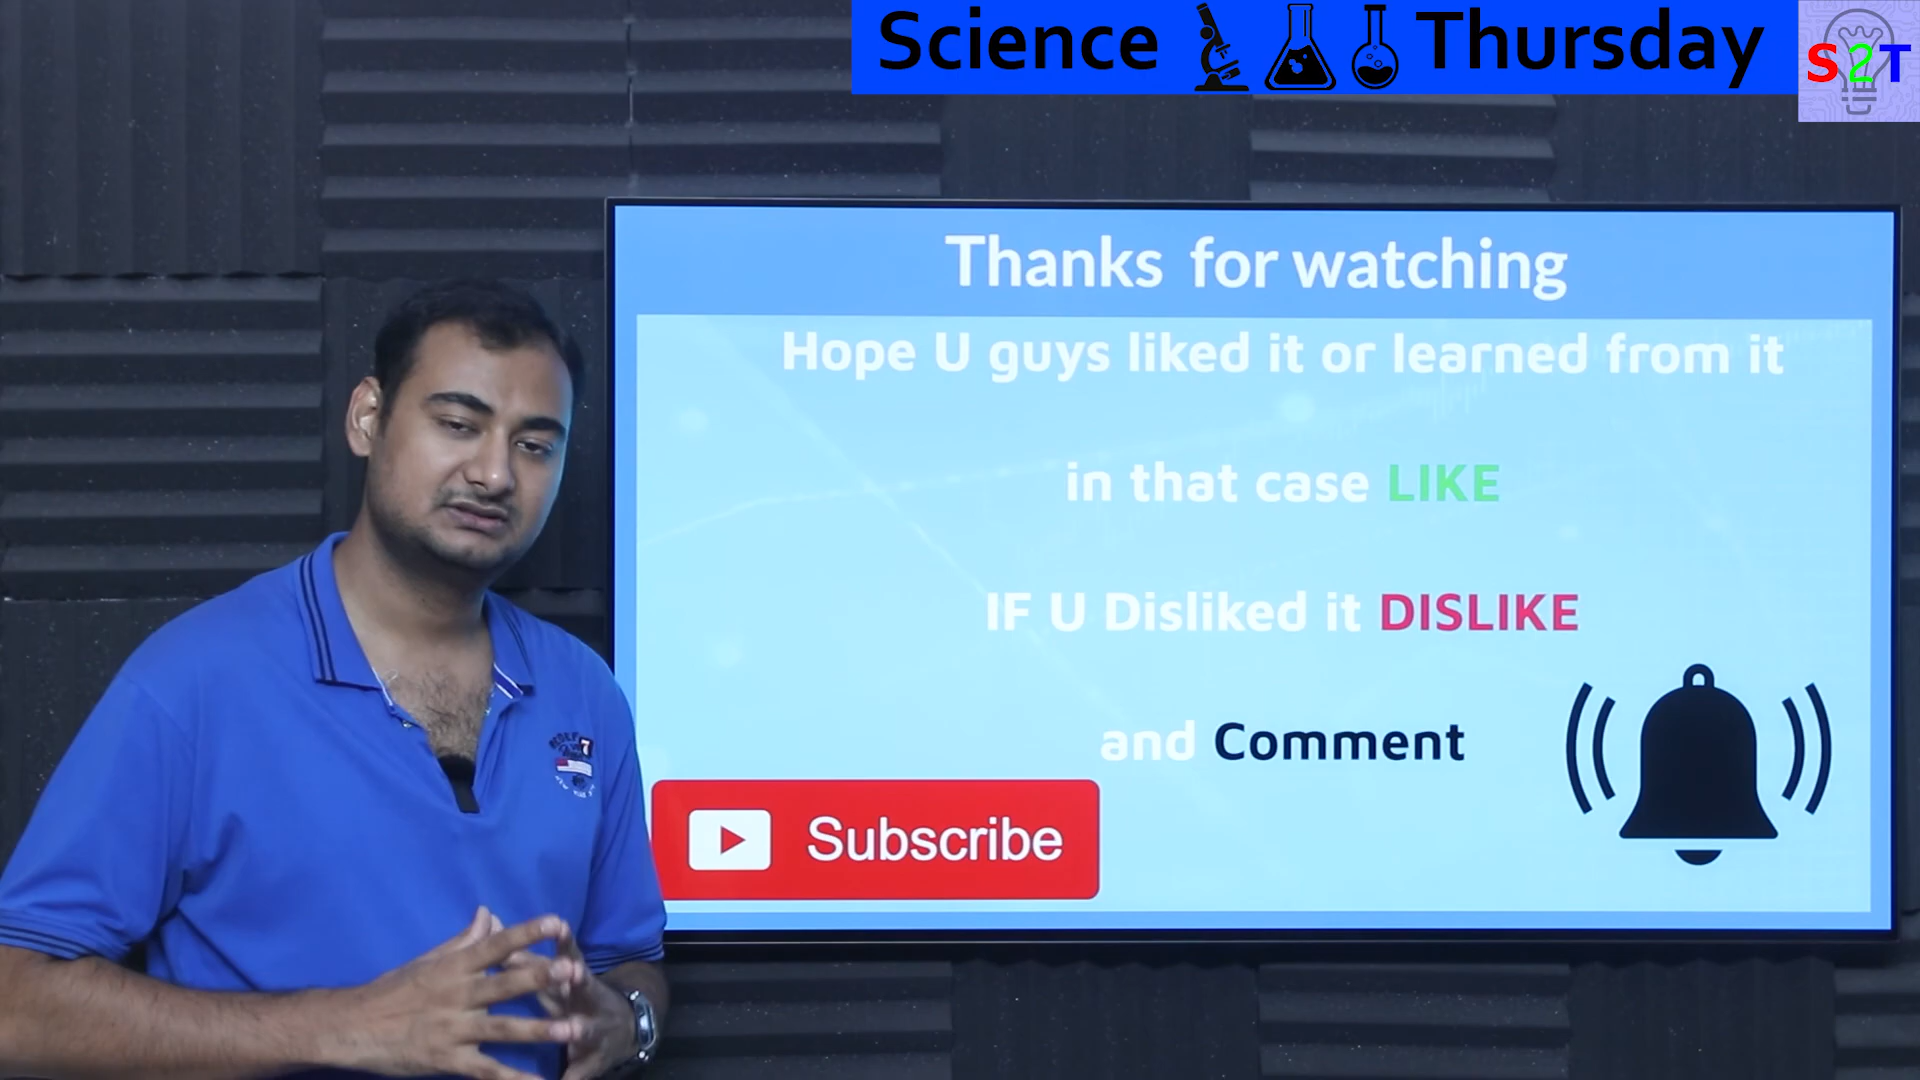 Science Thursday
S2T
Thanks for watching
Hope U guys liked it or learned from it
in that case LIKE
IF U Disliked it DISLIKE
and Comment
Subscribe
7